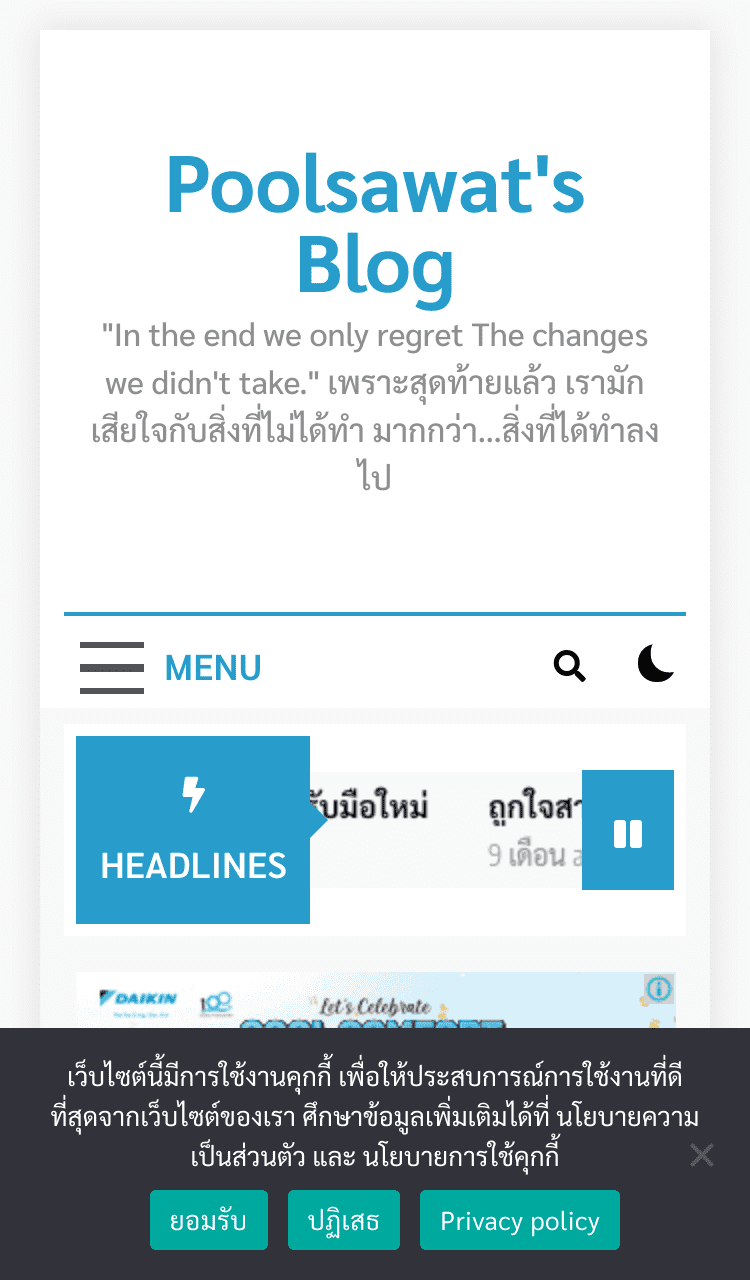 Poolsawat's
Blog
"In the end we only regret The changes
we didn't take." เพราะสุดท้ายแล้ว เรามัก
เสียใจกับสิ่งที่ไม่ได้ทำ มากกว่า...สิ่งที่ได้ทำลง
ไป
MENU
HEADLINES
รับมือใหม่
ถูกใจสา
9 เดือน
DAIKIN
Let's Celebrate
COOL COMFORT
เว็บไซต์นี้มีการใช้งานคุกกี้ เพื่อให้ประสบการณ์การใช้งานที่ดี
ที่สุดจากเว็บไซต์ของเรา ศึกษาข้อมูลเพิ่มเติมได้ที่ นโยบายความ
เป็นส่วนตัว และ นโยบายการใช้คุกกี้
ยอมรับ
ปฏิเสธ
Privacy policy